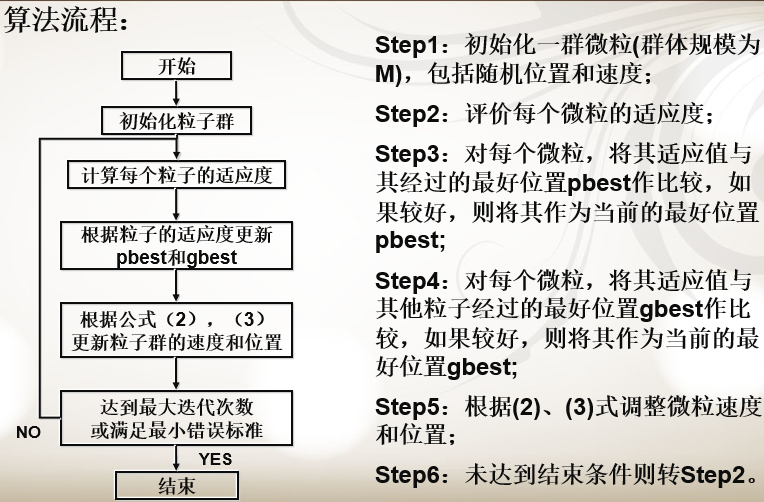 算法流程：
开始
初始化粒子群
计算每个粒子的适应度
根据粒子的适应度更新
pbest和gbest
根据公式（2），（3）
更新粒子群的速度和位置
达到最大迭代次数
或满足最小错误标准
NO
YES
结束
Step1：初始化一群微粒(群体规模为
M)，包括随机位置和速度；
Step2：评价每个微粒的适应度；
Step3：对每个微粒，将其适应值与
其经过的最好位置pbest作比较，如
果较好，则将其作为当前的最好位置
pbest;
Step4：对每个微粒，将其适应值与
其他粒子经过的最好位置gbest作比
较，如果较好，则将其作为当前的最
好位置gbest;
Step5：根据(2)、(3)式调整微粒速度
和位置；
Step6：未达到结束条件则转Step2。